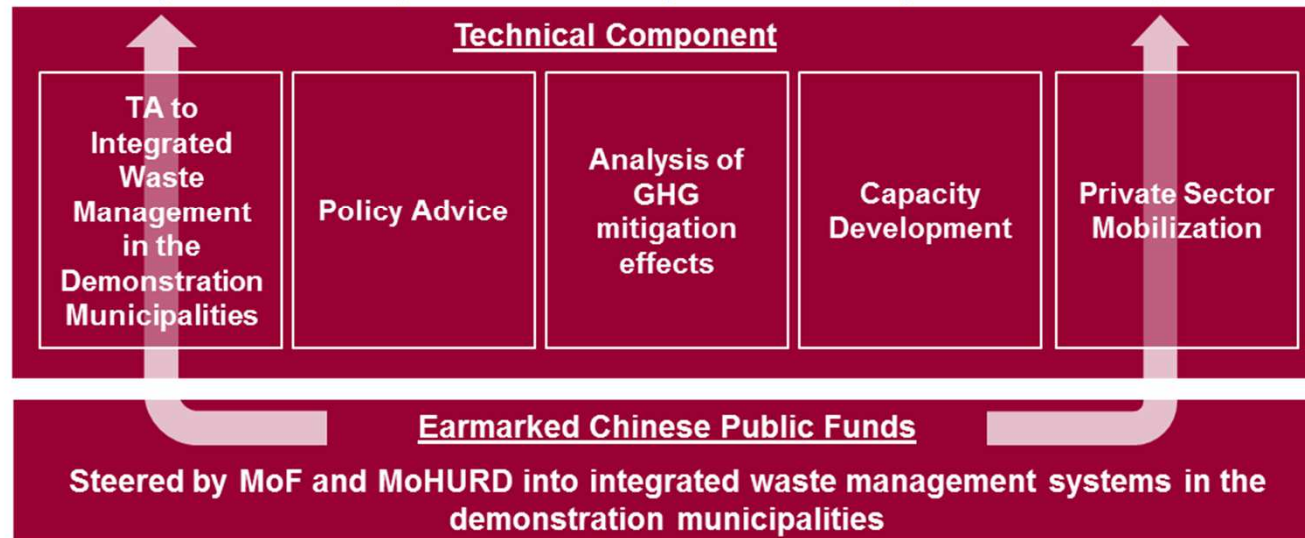 Technical Component
TA to
Integrated
Waste
Management
in the
Demonstration
Municipalities
Policy Advice
Analysis of
GHG
mitigation
effects
Capacity
Development
Private Sector
Mobilization
Earmarked Chinese Public Funds
Steered by MoF and MoHURD into integrated waste management systems in the
demonstration municipalities